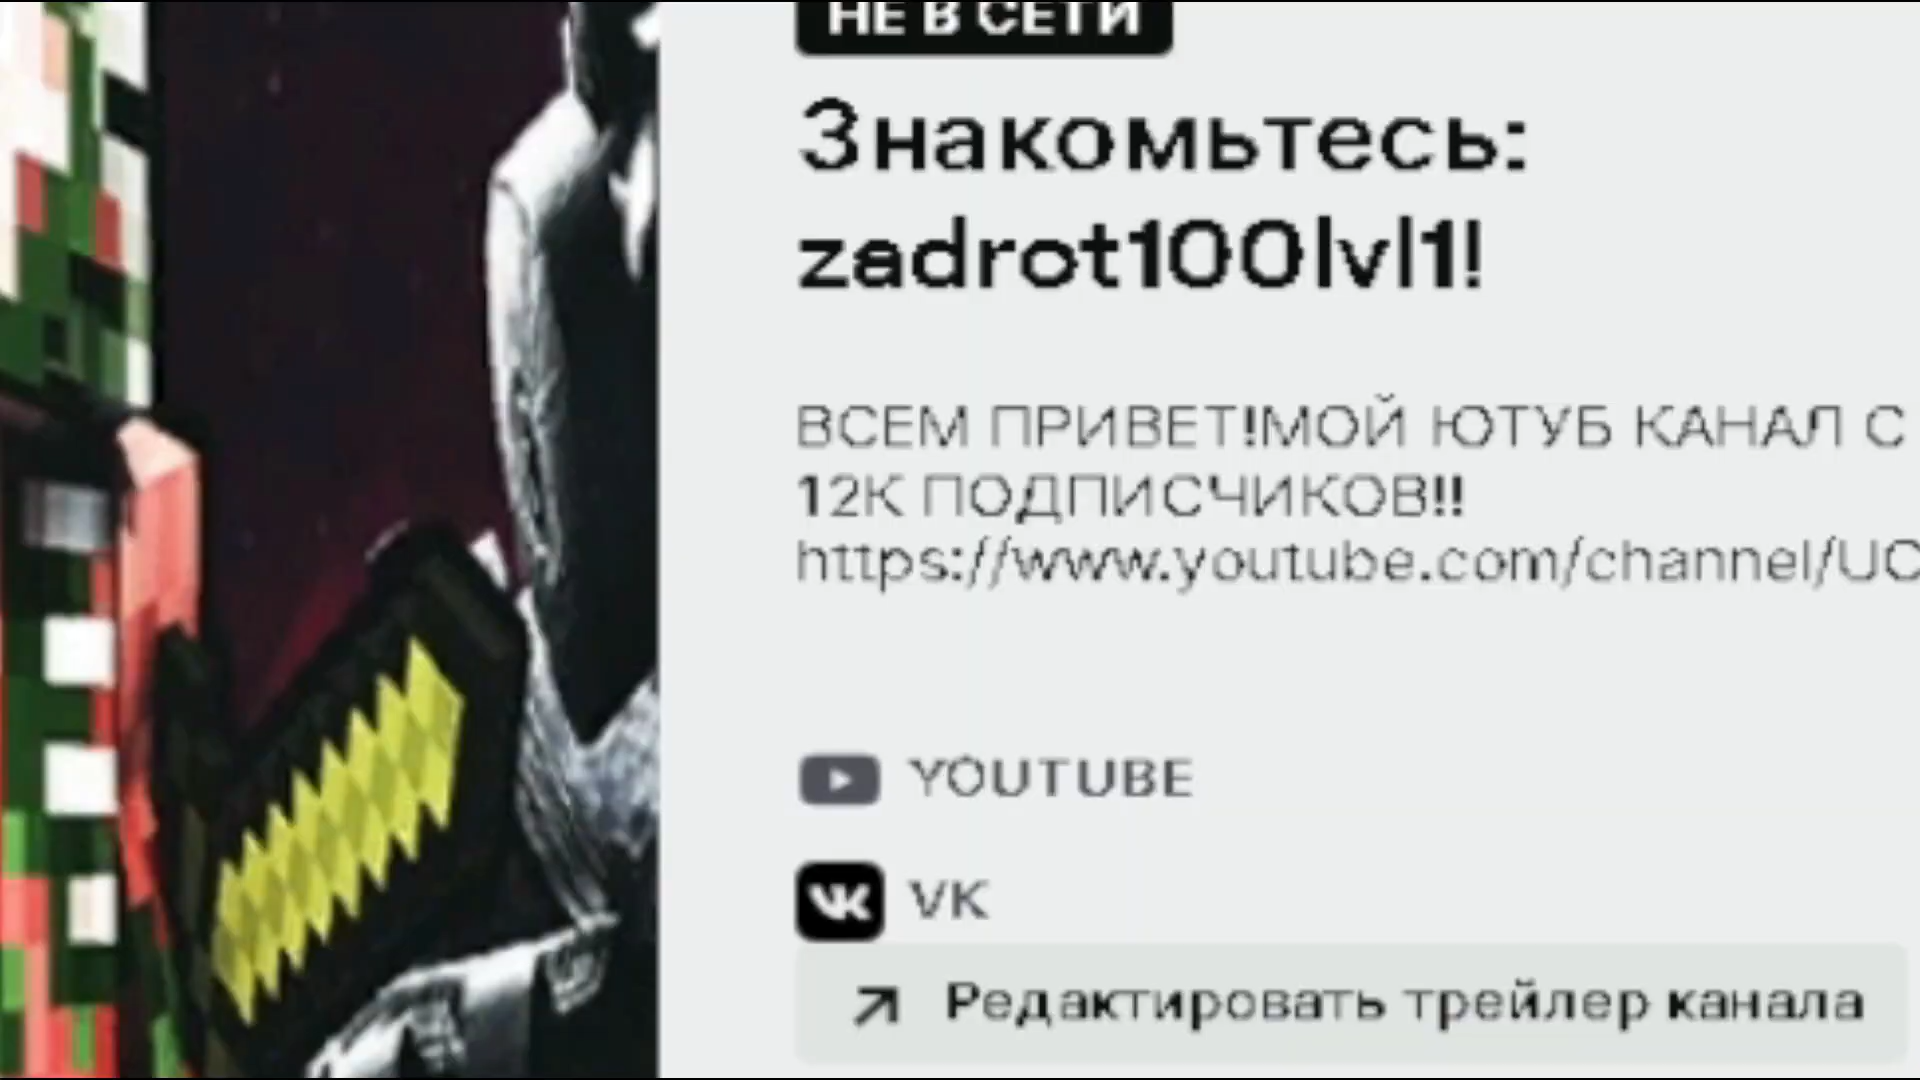 НЕ В СЕТИ
Знакомьтесь:
zadrot100lvl1!
ВСЕМ ПРИВЕТ!МОЙ ЮТУБ КАНАЛ С
12К ПОДПИСЧИКОВ!!
https://www.youtube.com/channel/UC
YOUTUBE
VK
Редактировать трейлер канала